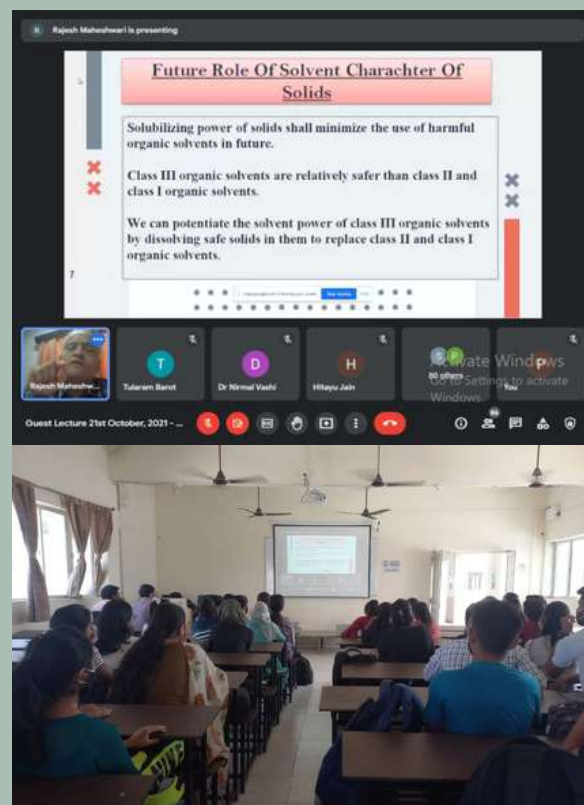 R Rajesh Maheshwari is presenting
Future Role Of Solvent Charachter Of
Solids
Solubilizing power of solids shall minimize the use of harmful
organic solvents in future.
Class III organic solvents are relatively safer than class II and
class I organic solvents.
We can potentiate the solvent power of class III organic solvents
by dissolving safe solids in them to replace class II and class I
organic solvents.
7
T D H S P P
Rajesh Maheshw... Tularam Barot Dr Nirmal Vashi Hitayu Jain 80 others You
Activate Windows
Go to Settings to activate
Windows.
Guest Lecture 21st October, 2021 - ...